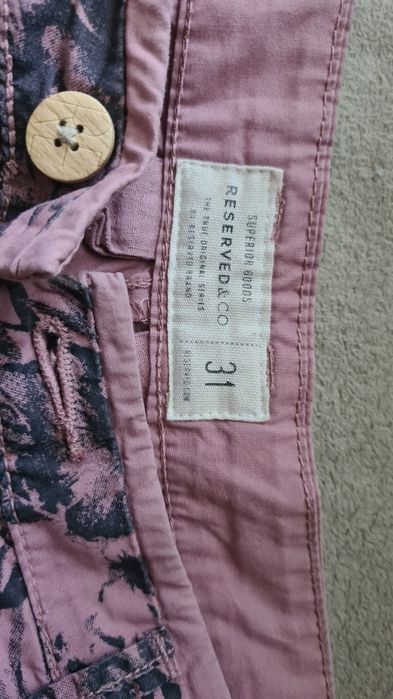 SUPERIOR GOODS
RESERVED & CO
THE TRUE ORIGINAL SERIES
BY RESERVED BRAND
31
RESERVED.COM